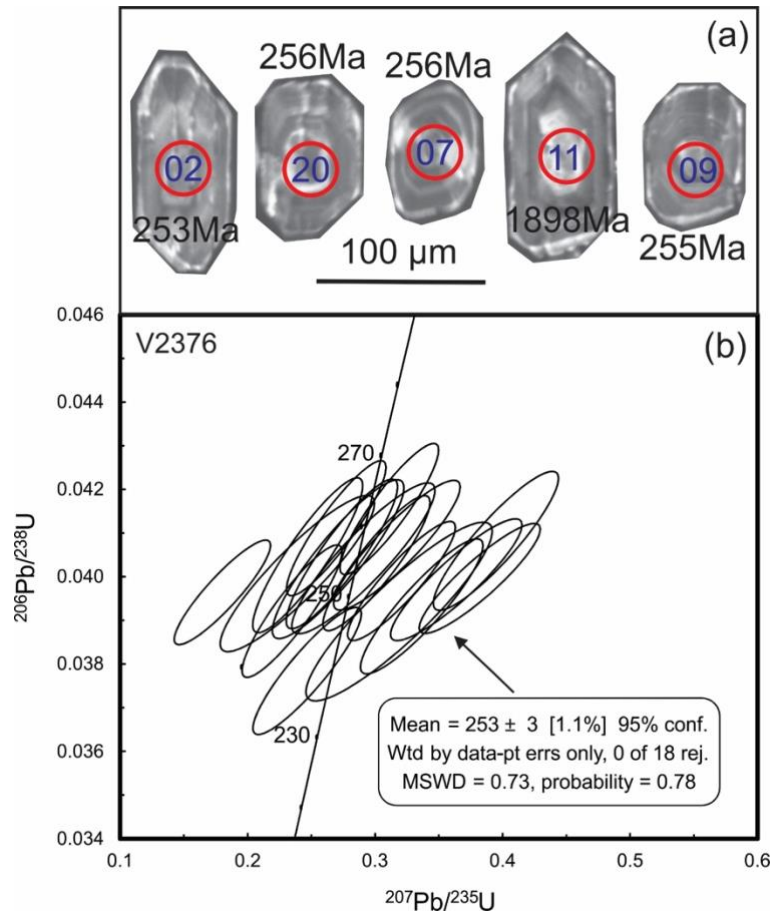 (a)
256Ma
256Ma
02
20
07
11
09
253Ma
1898Ma
255Ma
100 µm
0.046
V2376
(b)
0.044
270
0.042
0.040
250
0.038
230
0.036
0.034
Mean = 253 ± 3 [1.1%] 95% conf.
Wtd by data-pt errs only, 0 of 18 rej.
MSWD = 0.73, probability = 0.78
0.1 0.2 0.3 0.4 0.5 0.6
206Pb/238U
207Pb/235U